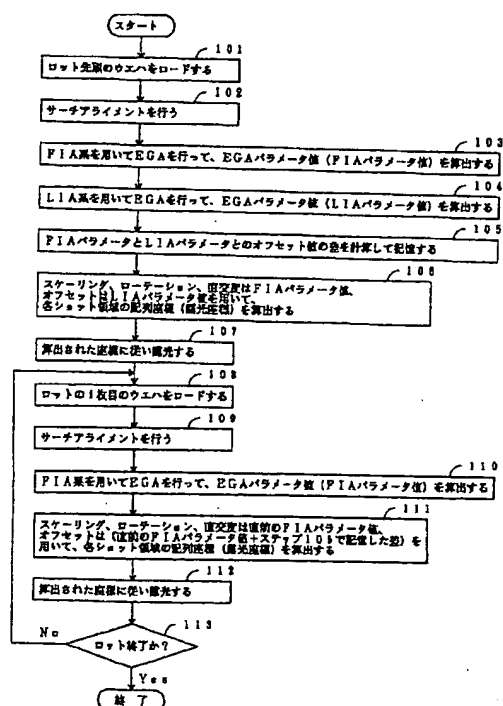 スタート
101
ロット先頭のウエハをロードする
102
サーチアライメントを行う
103
FIA系を用いてEGAを行って、EGAパラメータ値(FIAパラメータ値)を算出する
104
LIA系を用いてEGAを行って、EGAパラメータ値(LIAパラメータ値)を算出する
105
FIAパラメータとLIAパラメータとのオフセット値の差を計算して記憶する
106
スケーリング、ローテーション、直交度はFIAパラメータ値、
オフセットはLIAパラメータ値を用いて、
各ショット領域の配列座標(露光座標)を算出する
107
算出された座標に従い露光する
108
ロットのi枚目のウエハをロードする
109
サーチアライメントを行う
110
FIA系を用いてEGAを行って、EGAパラメータ値(FIAパラメータ値)を算出する
111
スケーリング、ローテーション、直交度は直前のFIAパラメータ値、
オフセットは(直前のFIAパラメータ値+ステップ105で記憶した差)を
用いて、各ショット領域の配列座標(露光座標)を算出する
112
算出された座標に従い露光する
113
No
ロット終了か?
Yes
終了